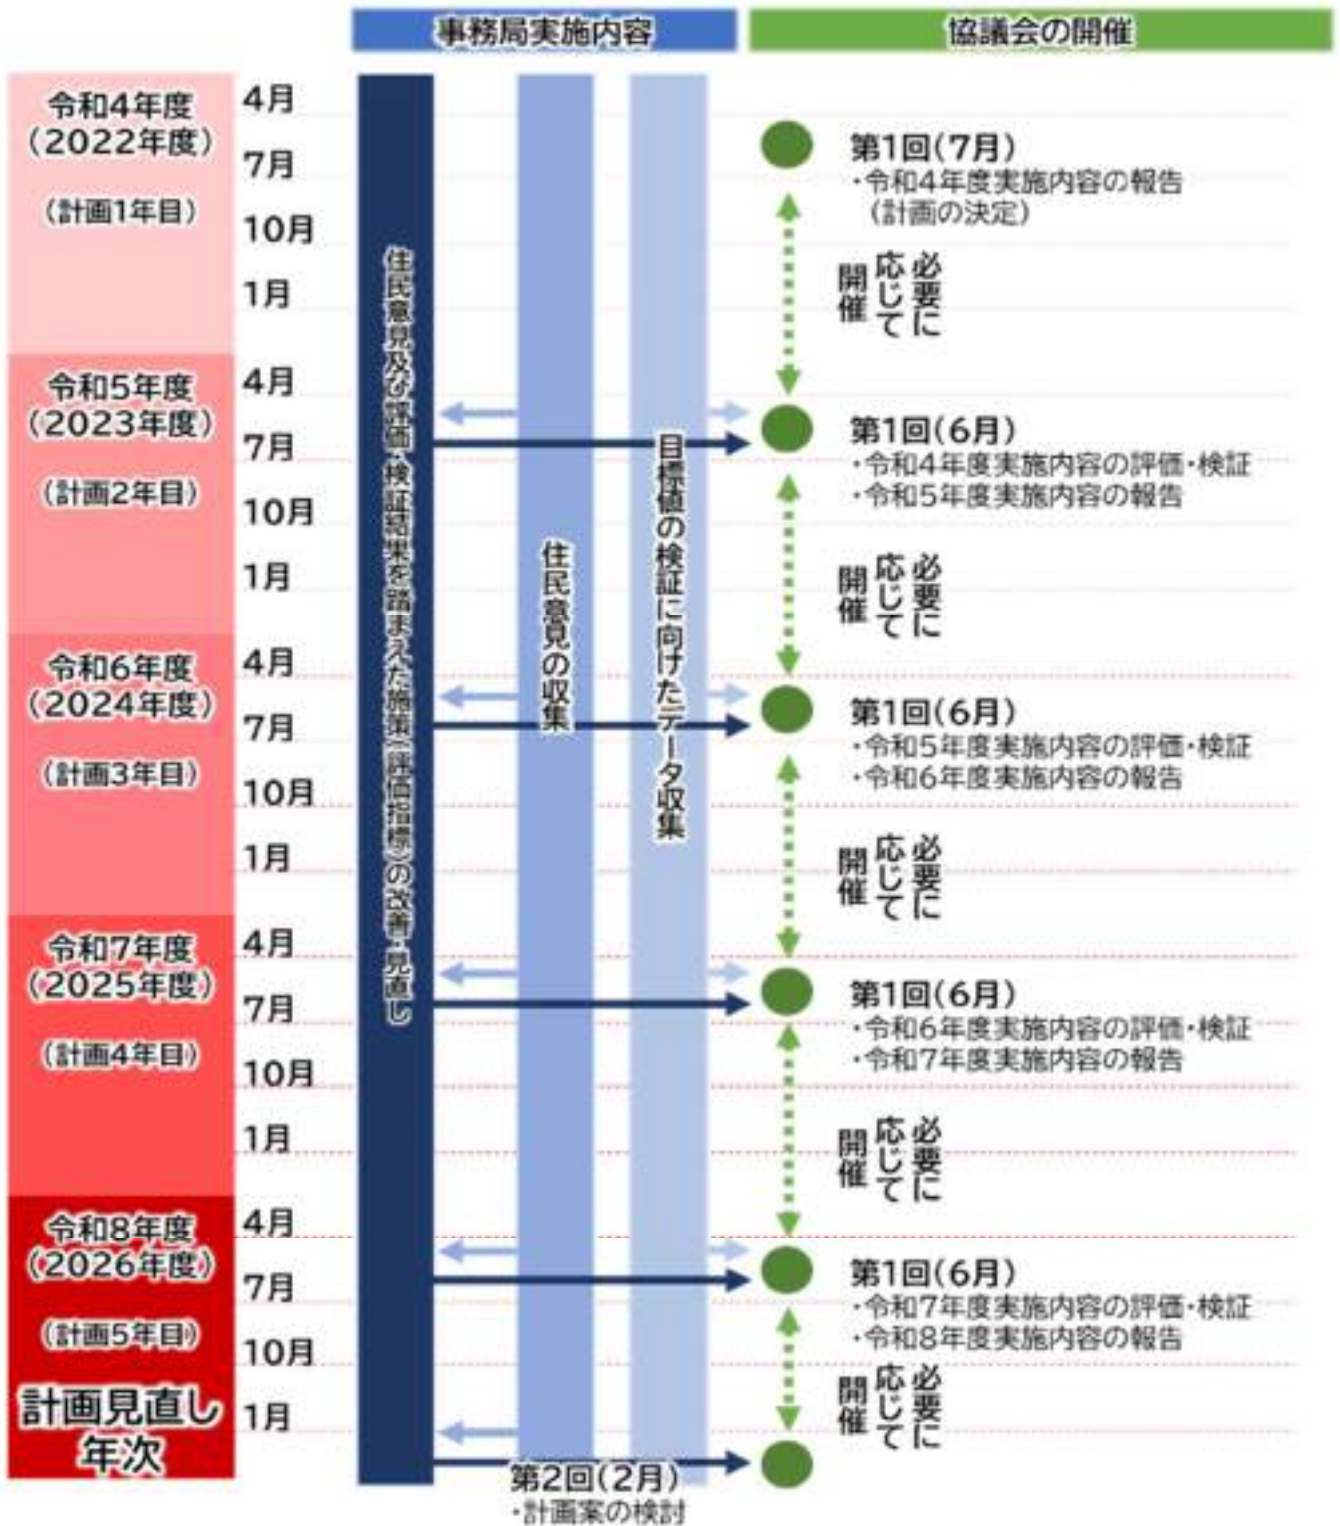 事務局実施内容
協議会の開催
令和4年度
（2022年度）
（計画1年目）
4月
7月
10月
1月
令和5年度
（2023年度）
（計画2年目）
4月
7月
10月
1月
令和6年度
（2024年度）
（計画3年目）
4月
7月
10月
1月
令和7年度
（2025年度）
（計画4年目）
4月
7月
10月
1月
令和8年度
（2026年度）
（計画5年目）
計画見直し
年次
4月
7月
10月
1月
住民意見及び評価・検証結果を踏まえた施策（評価指標）の改善・見直し
住民意見の収集
目標値の検証に向けたデータ収集
第1回（7月）
・令和4年度実施内容の報告
（計画の決定）
必要に
応じて
開催
第1回（6月）
・令和4年度実施内容の評価・検証
・令和5年度実施内容の報告
必要に
応じて
開催
第1回（6月）
・令和5年度実施内容の評価・検証
・令和6年度実施内容の報告
必要に
応じて
開催
第1回（6月）
・令和6年度実施内容の評価・検証
・令和7年度実施内容の報告
必要に
応じて
開催
第1回（6月）
・令和7年度実施内容の評価・検証
・令和8年度実施内容の報告
必要に
応じて
開催
第2回（2月）
・計画案の検討